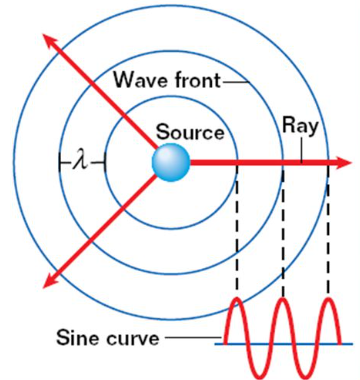 Wave front
Source
Ray
λ
Sine curve